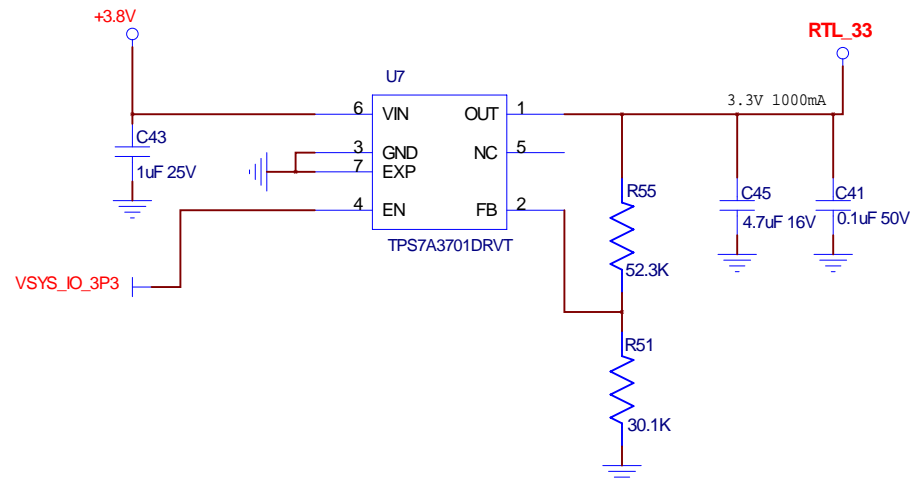 +3.8V
RTL_33
U7
3.3V 1000mA
6 VIN OUT 1
C43
1uF 25V
3 GND NC 5
7 EXP
4 EN FB 2
TPS7A3701DRVT
R55
52.3K
C45
4.7uF 16V
C41
0.1uF 50V
VSYS_IO_3P3
R51
30.1K